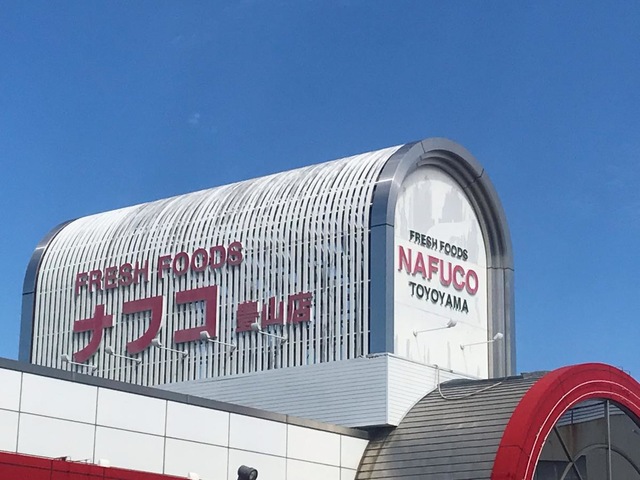 FRESH FOODS
ナフコ 豊山店
FRESH FOODS
NAFUCO
TOYOYAMA